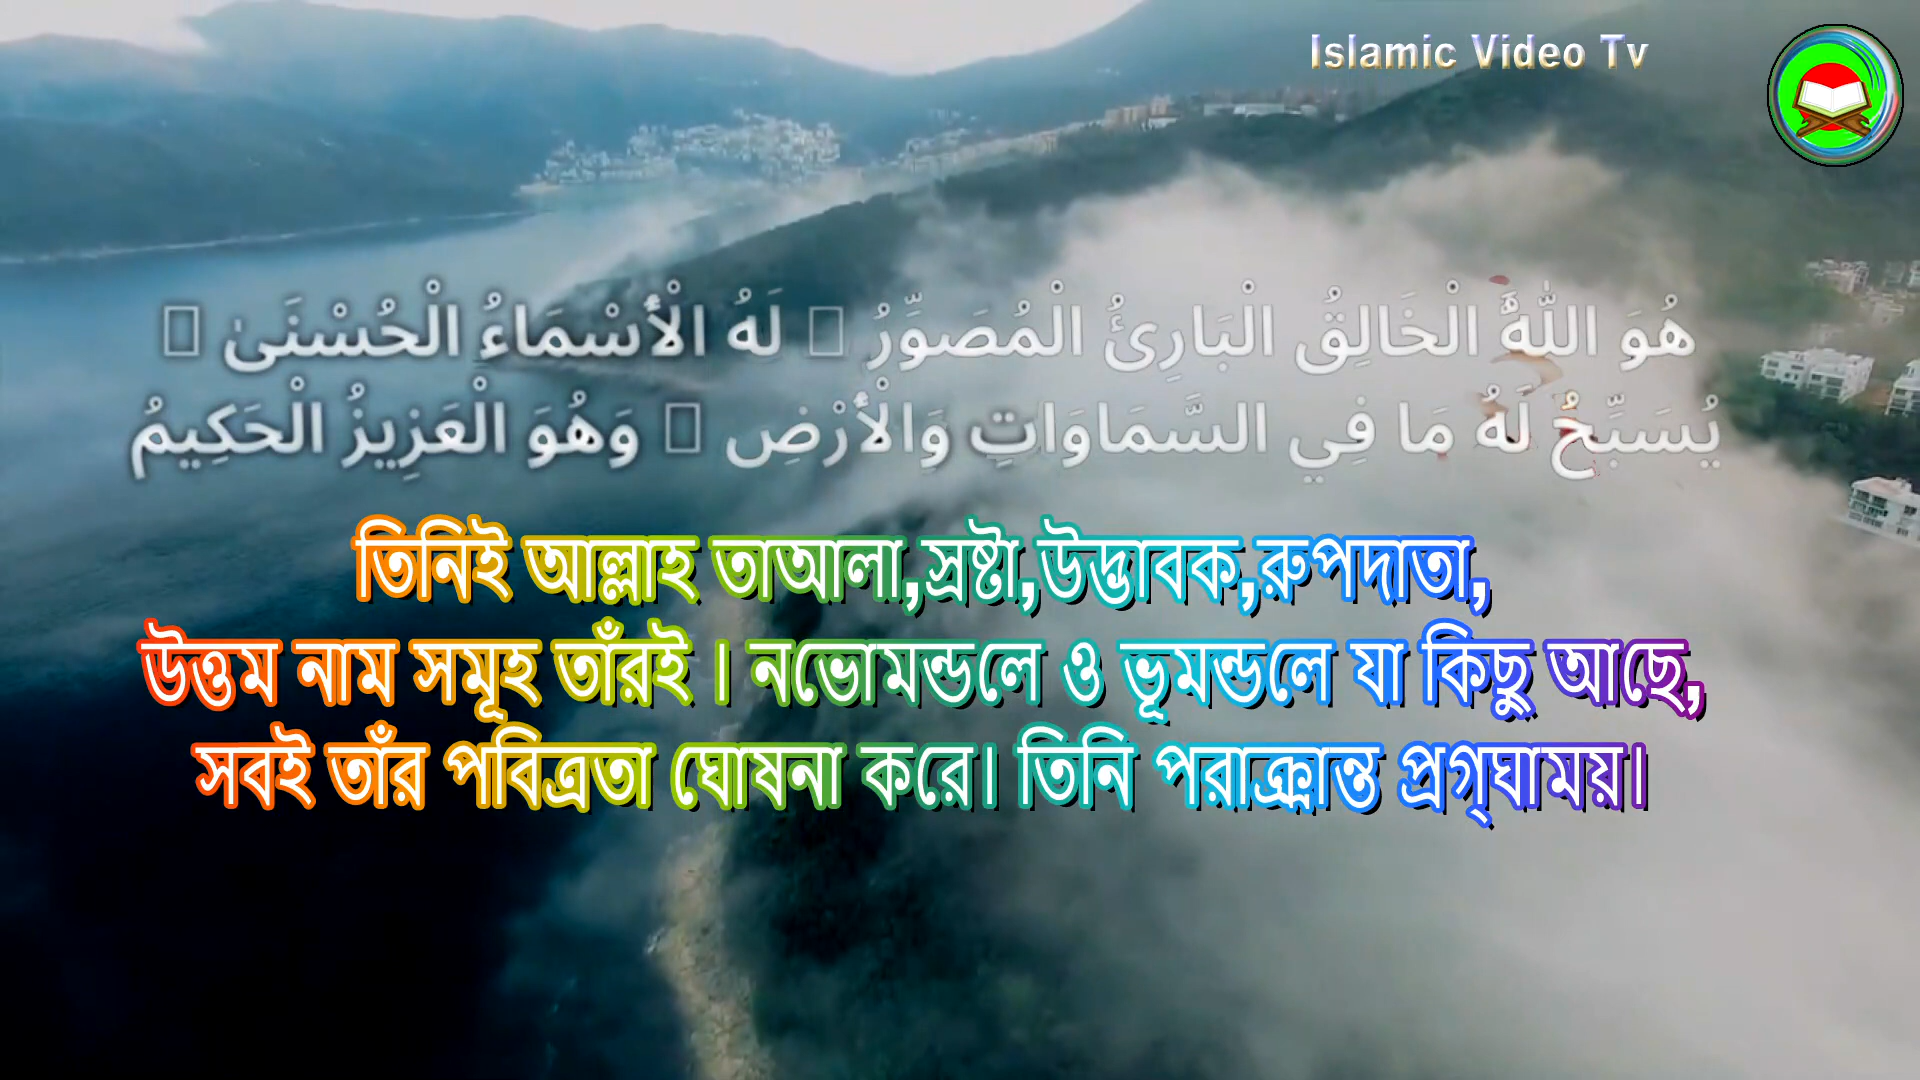 Islamic Video Tv
هُوَ اللَّهُ الْخَالِقُ الْبَارِئُ الْمُصَوِّرُ ۖ لَهُ الْأَسْمَاءُ الْحُسْنَىٰ ۚ
يُسَبِّحُ لَهُ مَا فِي السَّمَاوَاتِ وَالْأَرْضِ ۖ وَهُوَ الْعَزِيزُ الْحَكِيمُ
তিনিই আল্লাহ তাআলা,স্রষ্টা,উদ্ভাবক,রুপদাতা,
উত্তম নাম সমূহ তাঁরই । নভোমন্ডলে ও ভূমন্ডলে যা কিছু আছে,
সবই তাঁর পবিত্রতা ঘোষনা করে। তিনি পরাক্রান্ত প্রগ্ঘাময়।